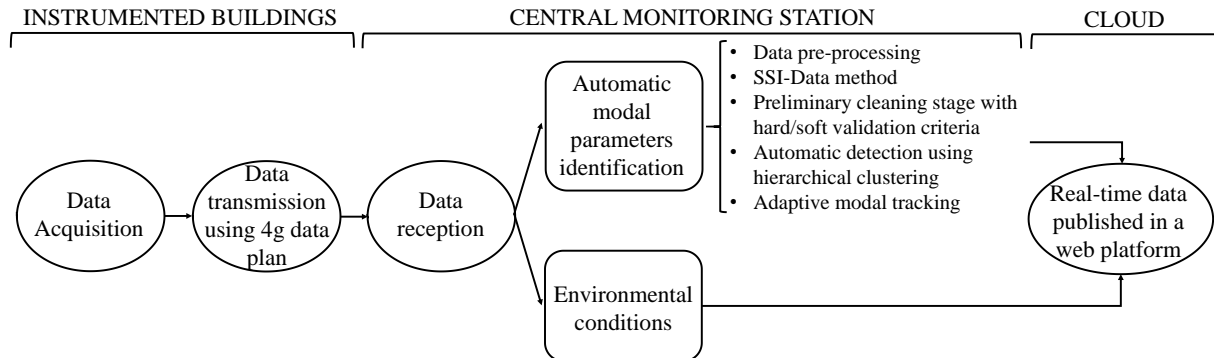 INSTRUMENTED BUILDINGS
CENTRAL MONITORING STATION
CLOUD
Data
Acquisition
Data
transmission
using 4g data
plan
Data
reception
Automatic
modal
parameters
identification
• Data pre-processing
• SSI-Data method
• Preliminary cleaning stage with
hard/soft validation criteria
• Automatic detection using
hierarchical clustering
• Adaptive modal tracking
Environmental
conditions
Real-time data
published in a
web platform